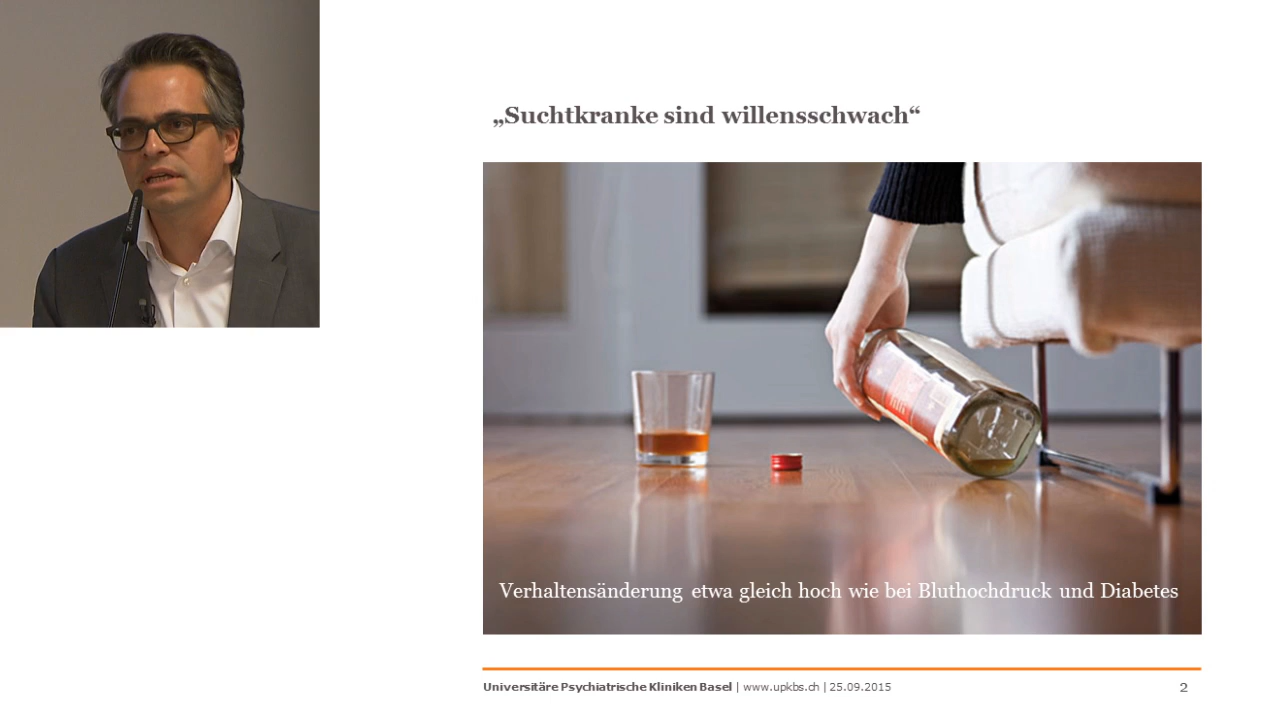 „Suchtkranke sind willensschwach“
Verhaltensänderung etwa gleich hoch wie bei Bluthochdruck und Diabetes
Universitäre Psychiatrische Kliniken Basel | www.upkbs.ch | 25.09.2015
2